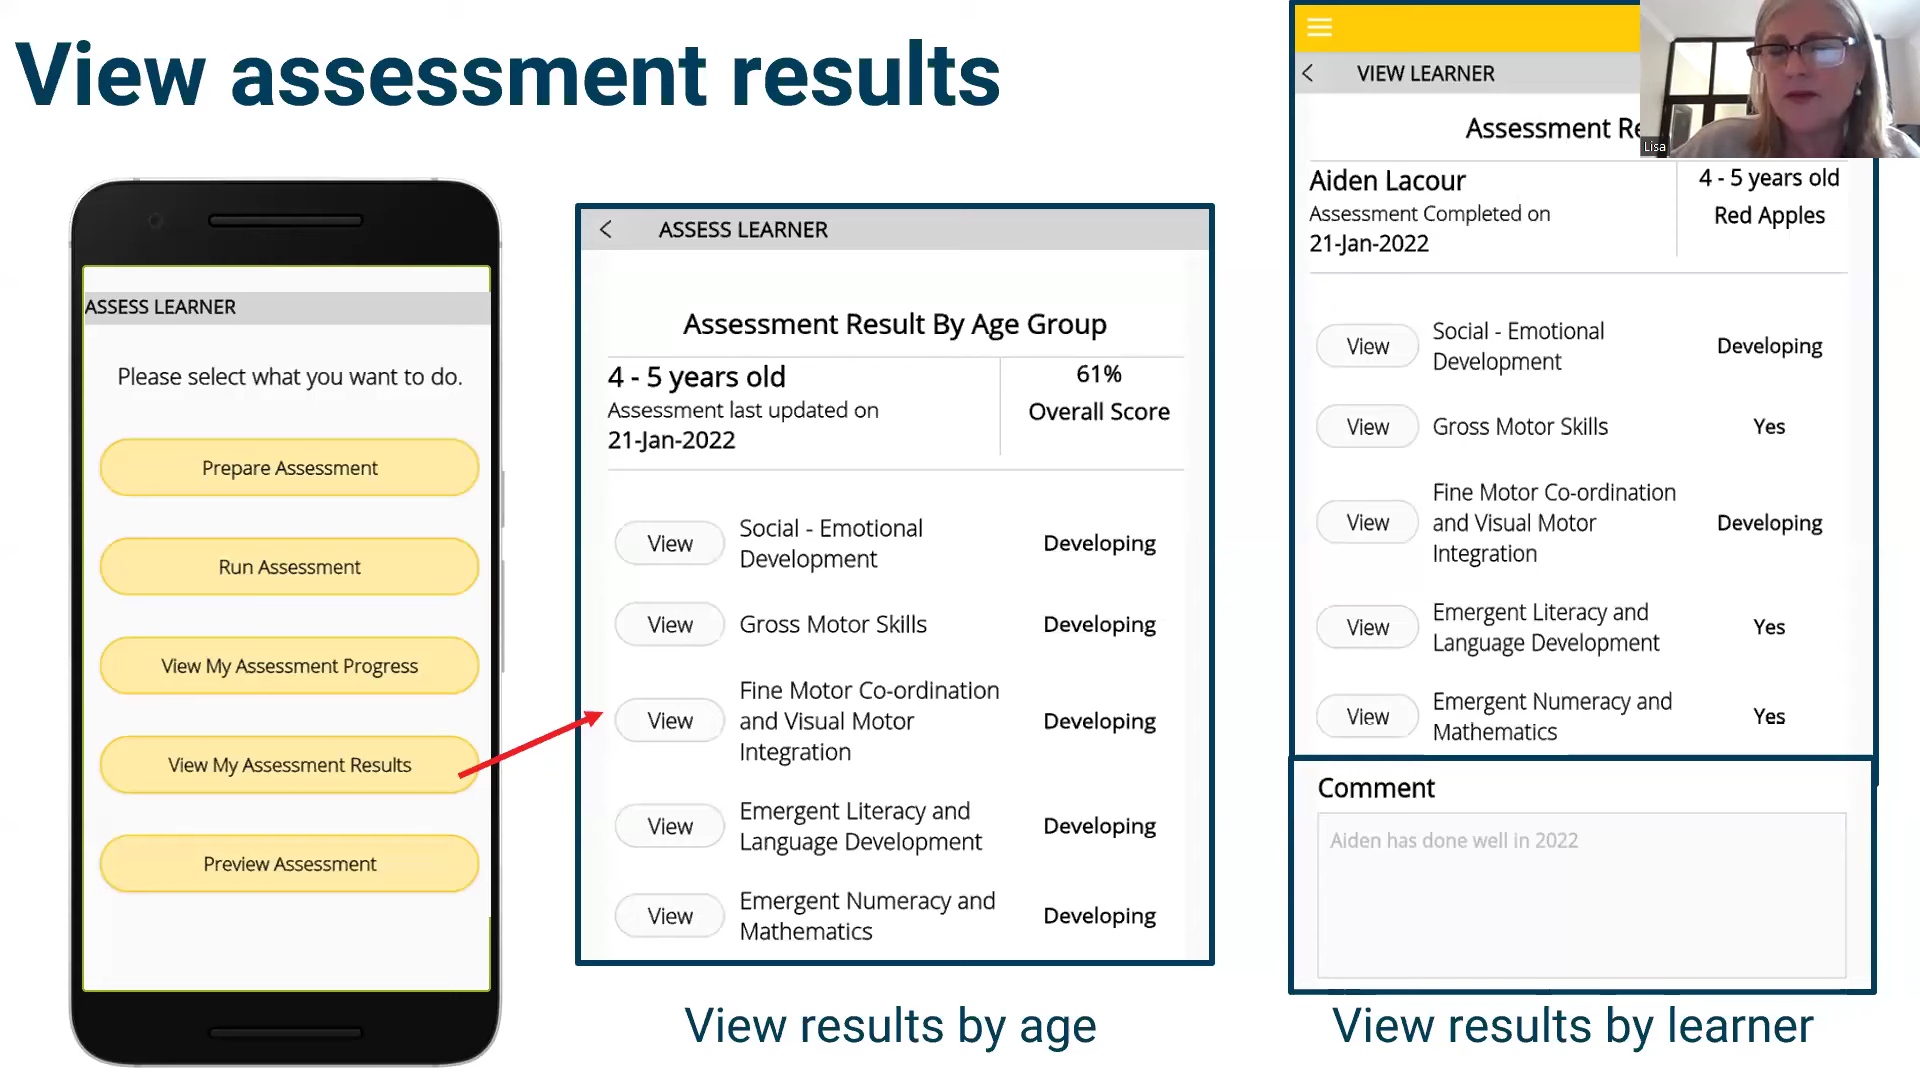 View assessment results
ASSESS LEARNER
Please select what you want to do.
Prepare Assessment
Run Assessment
View My Assessment Progress
View My Assessment Results
Preview Assessment
ASSESS LEARNER
Assessment Result By Age Group
4 - 5 years old
61%
Assessment last updated on
Overall Score
21-Jan-2022
View
Social - Emotional
Development
Developing
View
Gross Motor Skills
Developing
View
Fine Motor Co-ordination
and Visual Motor
Integration
Developing
View
Emergent Literacy and
Language Development
Developing
View
Emergent Numeracy and
Mathematics
Developing
View results by age
VIEW LEARNER
Assessment
Lisa
Aiden Lacour
4 - 5 years old
Assessment Completed on
Red Apples
21-Jan-2022
View
Social - Emotional
Development
Developing
View
Gross Motor Skills
Yes
View
Fine Motor Co-ordination
and Visual Motor
Integration
Developing
View
Emergent Literacy and
Language Development
Yes
View
Emergent Numeracy and
Mathematics
Yes
Comment
Aiden has done well in 2022
View results by learner